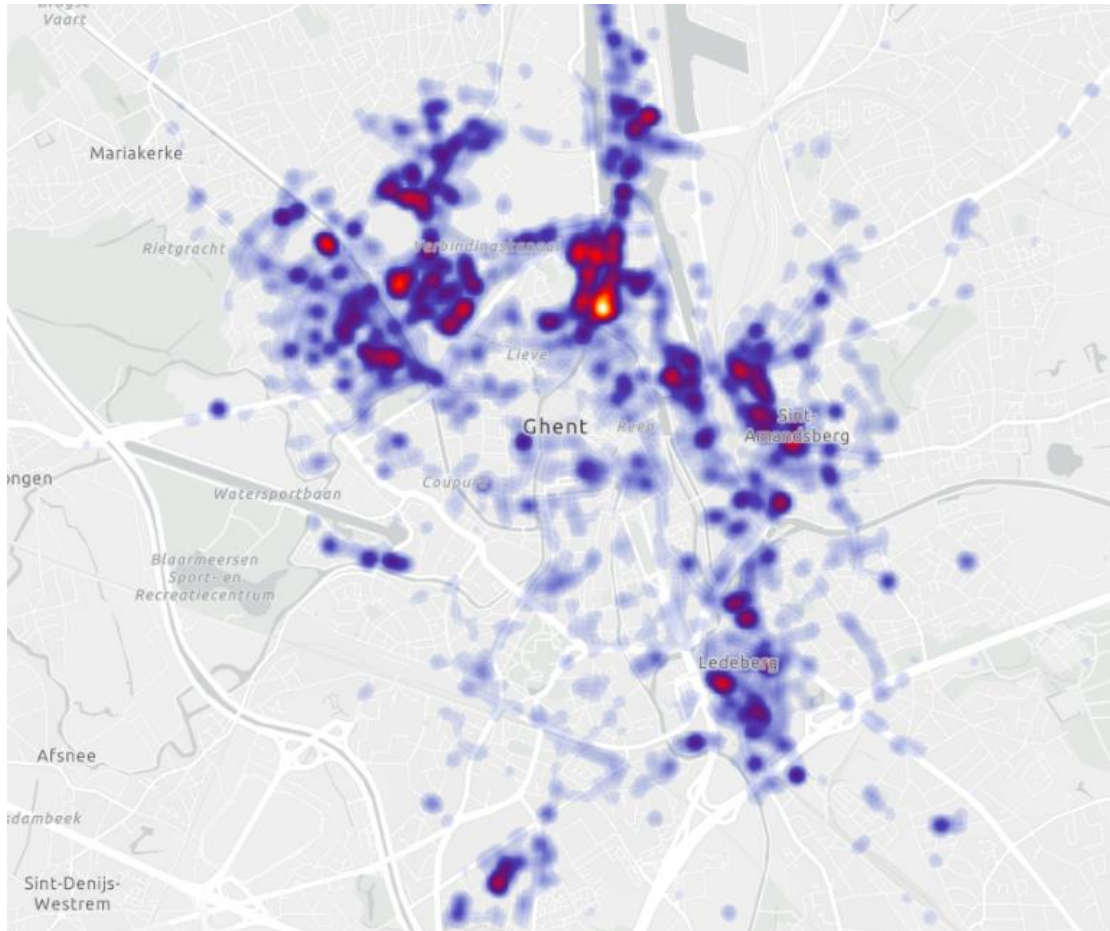 Vaart
Mariakerke
Rietgracht
Verbindingskanaal
Lieve
Ghent
Reep
Sint-
Amandsberg
ongen
Watersportbaan
Coupure
Blaarmeersen
Sport- en
Recreatiecentrum
Ledeberg
Afsnee
sdambeek
Sint-Denijs-
Westrem